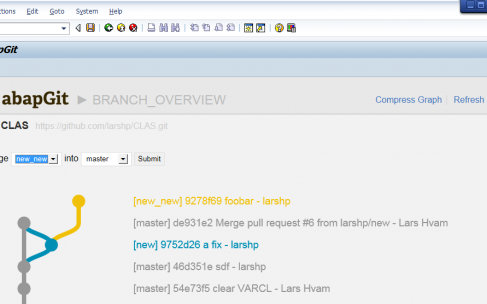 ctions Edit Goto System Help
pGit
abapGit ▶ BRANCH_OVERVIEW Compress Graph Refresh
CLAS https://github.com/larshp/CLAS.git
ge new_new into master Submit
[new_new] 9278f69 foobar - larshp
[master] de931e2 Merge pull request #6 from larshp/new - Lars Hvam
[new] 9752d26 a fix - larshp
[master] 46d351e sdf - larshp
[master] 54e73f5 clear VARCL - Lars Hvam